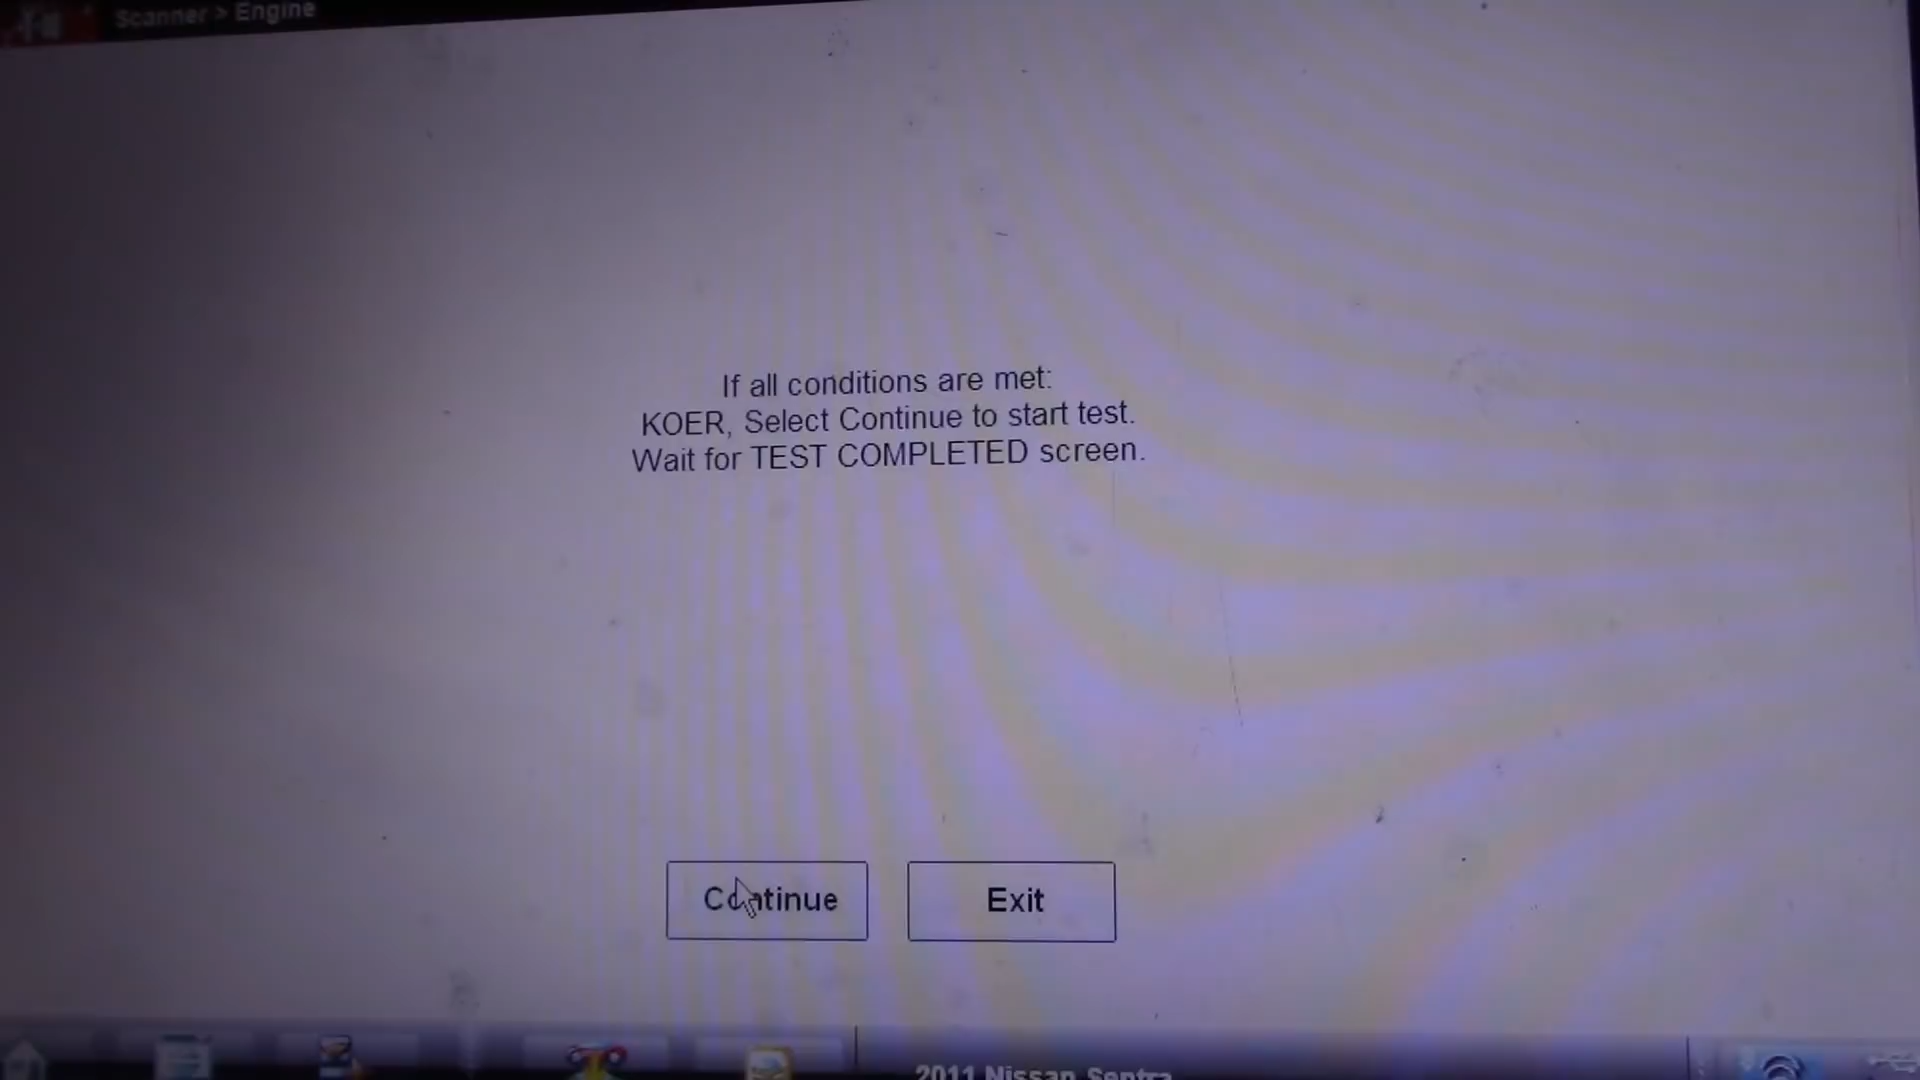 Scanner > Engine
If all conditions are met:
KOER, Select Continue to start test.
Wait for TEST COMPLETED screen.
Continue
Exit
2011 Nissan Sentra